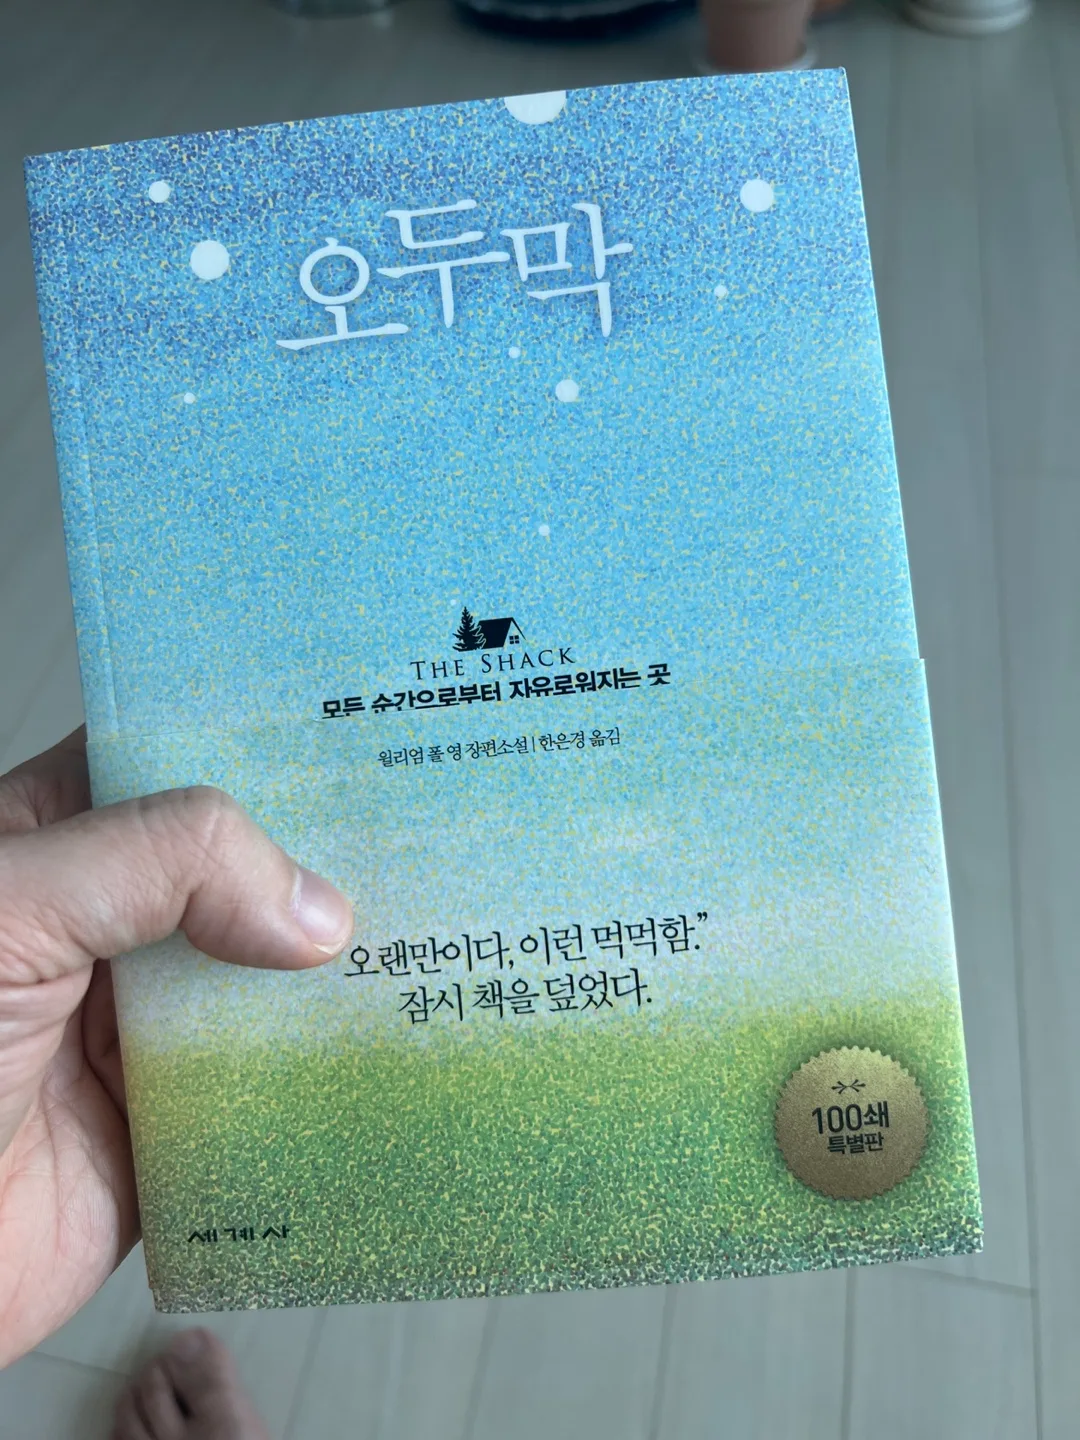 오두막
THE SHACK
모든 순간으로부터 자유로워지는 곳
윌리엄 폴 영 장편소설 | 한은경 옮김
오랜만이다, 이런 먹먹함.”
잠시 책을 덮었다.
100쇄
특별판
세계사